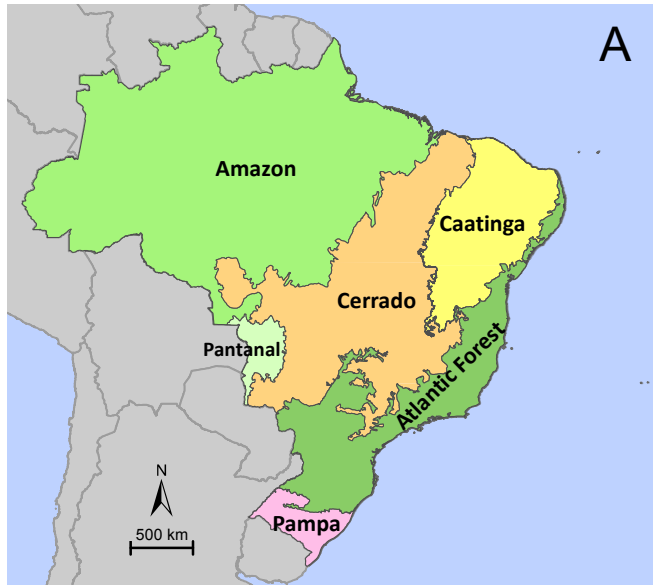 A
Amazon
Caatinga
Cerrado
Pantanal
Atlantic Forest
N
Pampa
500 km